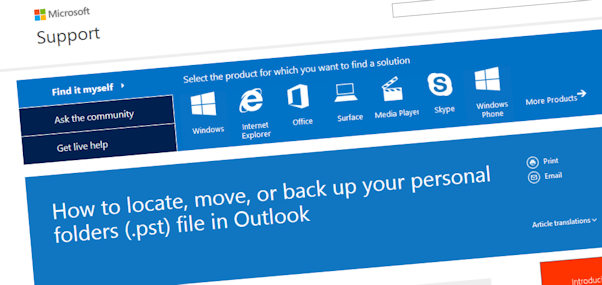 Microsoft
Support
Find it myself
Ask the community
Get live help
Select the product for which you want to find a solution
Windows
Internet
Explorer
Office
Surface
Media Player
Skype
Windows
Phone
More Products
How to locate, move, or back up your personal
folders (.pst) file in Outlook
Print
Email
Article translations